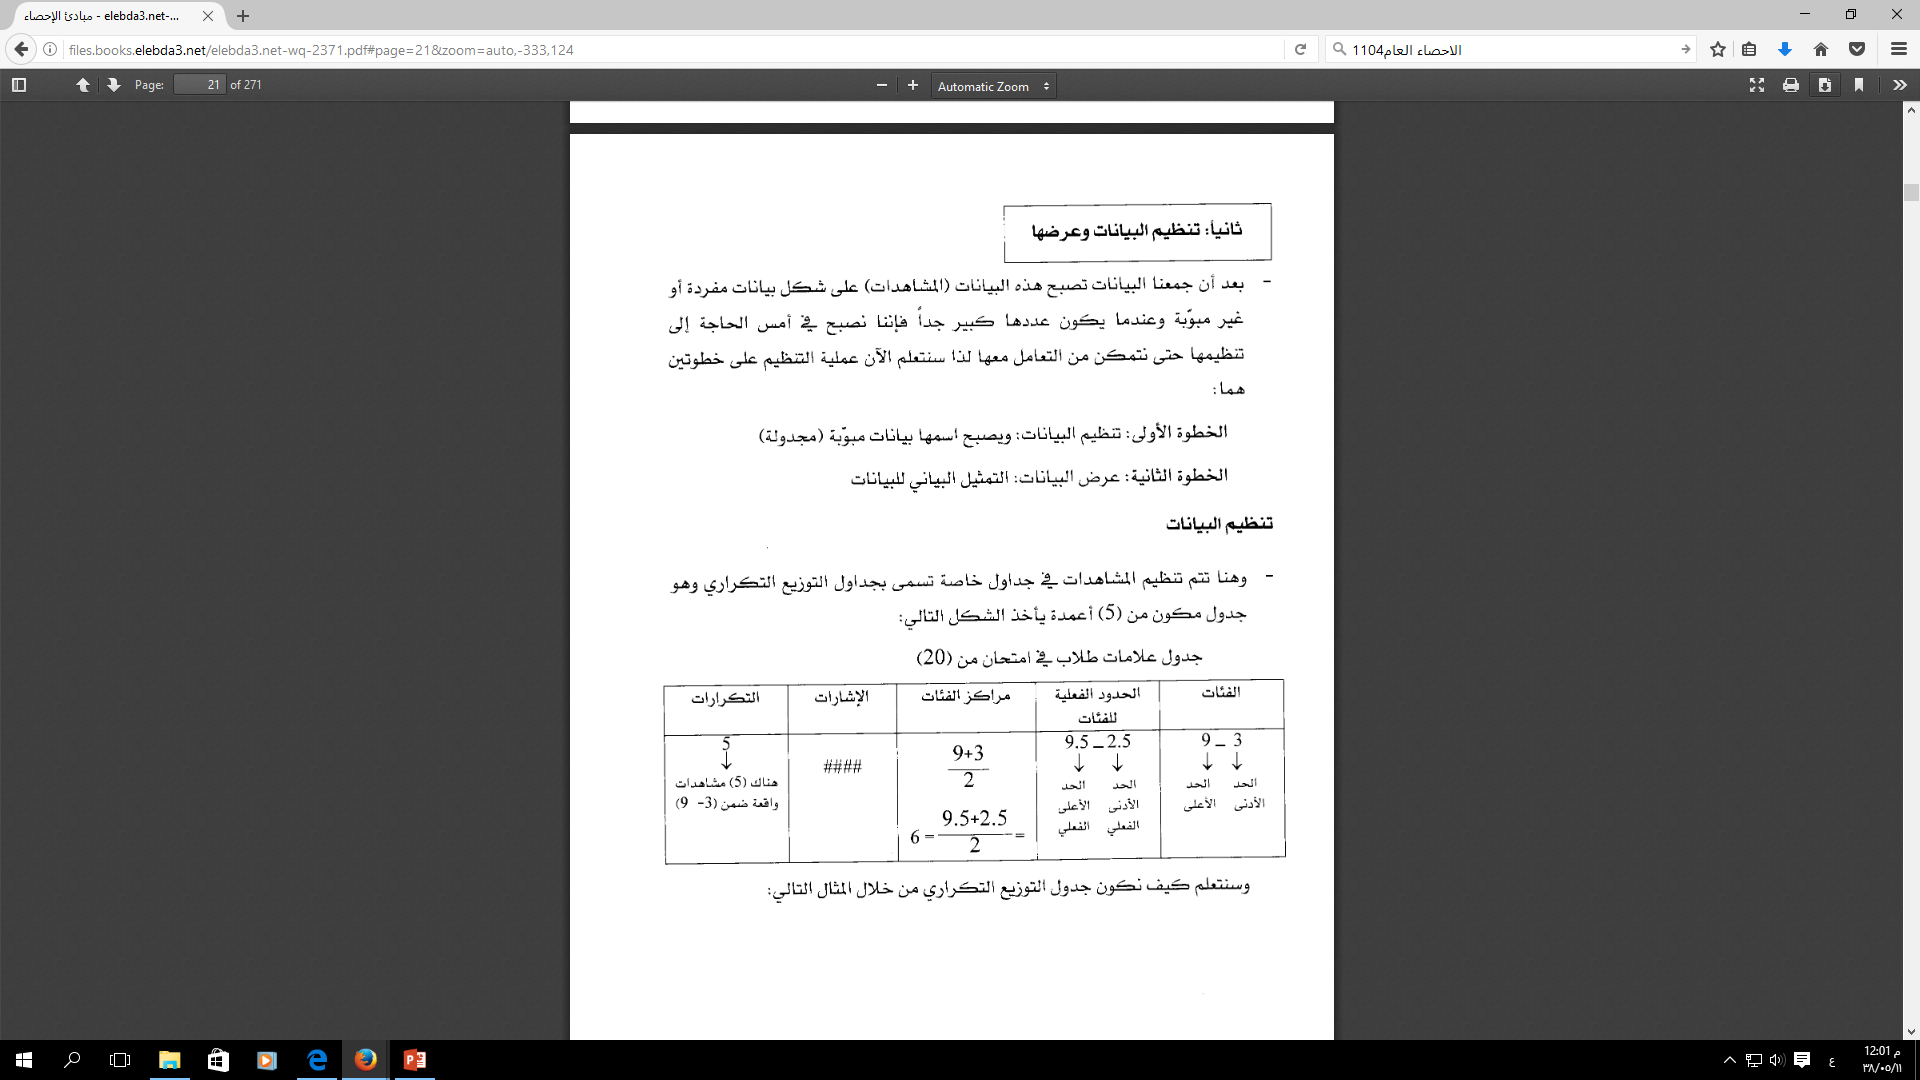 مبادئ الإحصاء - elebda3.net-...
files.books.elebda3.net/elebda3.net-wq-2371.pdf#page=21&zoom=auto,-333,124
الاحصاء العام1104
Page: 21 of 271
Automatic Zoom
ثانياً: تنظيم البيانات وعرضها
- بعد أن جمعنا البيانات تصبح هذه البيانات (المشاهدات) على شكل بيانات مفردة أو
غير مبوّبة وعندما يكون عددها كبير جداً فإننا نصبح في أمس الحاجة إلى
تنظيمها حتى نتمكن من التعامل معها لذا سنتعلم الآن عملية التنظيم على خطوتين
هما:
الخطوة الأولى: تنظيم البيانات: ويصبح اسمها بيانات مبوّبة (مجدولة)
الخطوة الثانية: عرض البيانات: التمثيل البياني للبيانات
تنظيم البيانات
- وهنا تتم تنظيم المشاهدات في جداول خاصة تسمى بجداول التوزيع التكراري وهو
جدول مكون من (5) أعمدة يأخذ الشكل التالي:
جدول علامات طلاب في امتحان من (20)
الفئات
الحدود الفعلية
للفئات
مراكز الفئات
الإشارات
التكرارات
3 – 9
الحد الحد
الأدنى الأعلى
2.5 – 9.5
الحد الحد
الأدنى الأعلى
الفعلي الفعلي
9+3
2
= 9.5+2.5 = 6
2
####
5
هناك (5) مشاهدات
واقعة ضمن (3- 9)
وسنتعلم كيف نكون جدول التوزيع التكراري من خلال المثال التالي:
ع
12:01 م
٣٨/٠٥/١١